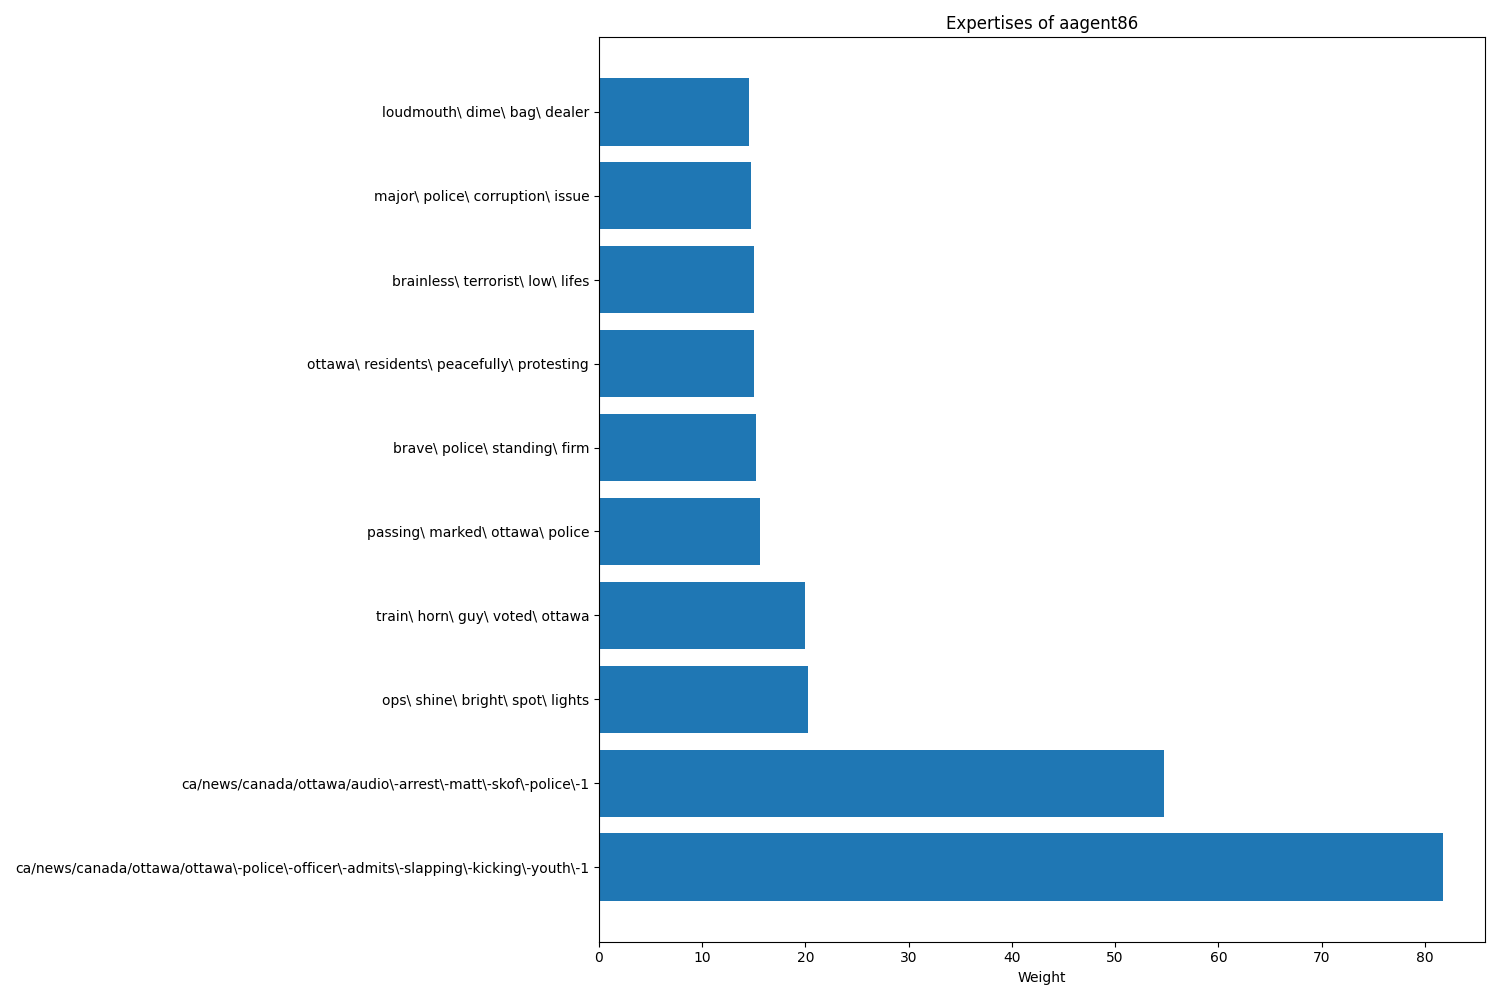 Expertises of aagent86
loudmouth\ dime\ bag\ dealer
major\ police\ corruption\ issue
brainless\ terrorist\ low\ lifes
ottawa\ residents\ peacefully\ protesting
brave\ police\ standing\ firm
passing\ marked\ ottawa\ police
train\ horn\ guy\ voted\ ottawa
ops\ shine\ bright\ spot\ lights
ca/news/canada/ottawa/audio\-arrest\-matt\-skof\-police\-1
ca/news/canada/ottawa/ottawa\-police\-officer\-admits\-slapping\-kicking\-youth\-1
0 10 20 30 40 50 60 70 80
Weight